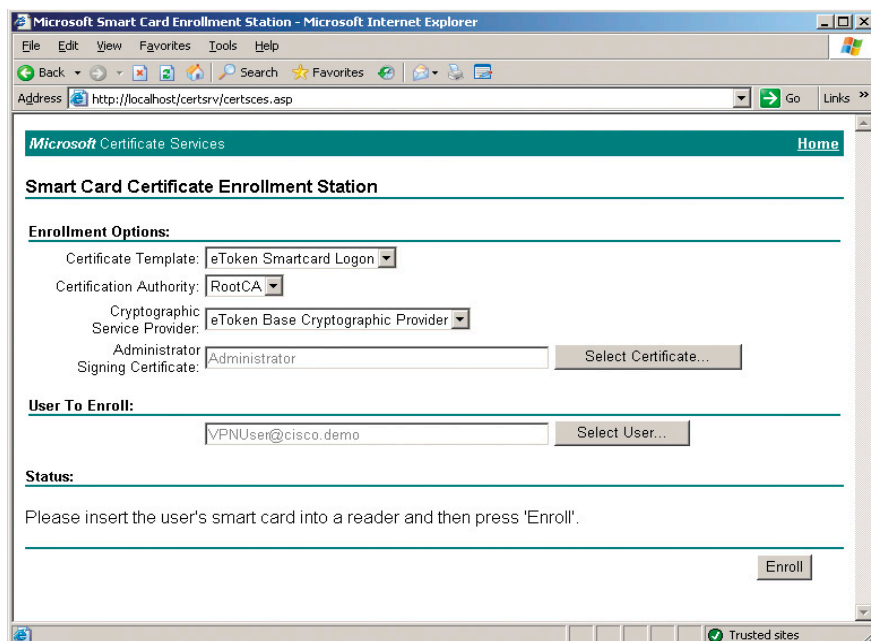 Microsoft Smart Card Enrollment Station - Microsoft Internet Explorer
File Edit View Favorites Tools Help
Back Search Favorites
Address http://localhost/certsrv/certsces.asp Go Links »
Microsoft Certificate Services Home
Smart Card Certificate Enrollment Station
Enrollment Options:
Certificate Template: eToken Smartcard Logon
Certification Authority: RootCA
Cryptographic
Service Provider: eToken Base Cryptographic Provider
Administrator
Signing Certificate: Administrator Select Certificate...
User To Enroll:
VPNUser@cisco.demo Select User...
Status:
Please insert the user's smart card into a reader and then press 'Enroll'.
Enroll
Trusted sites